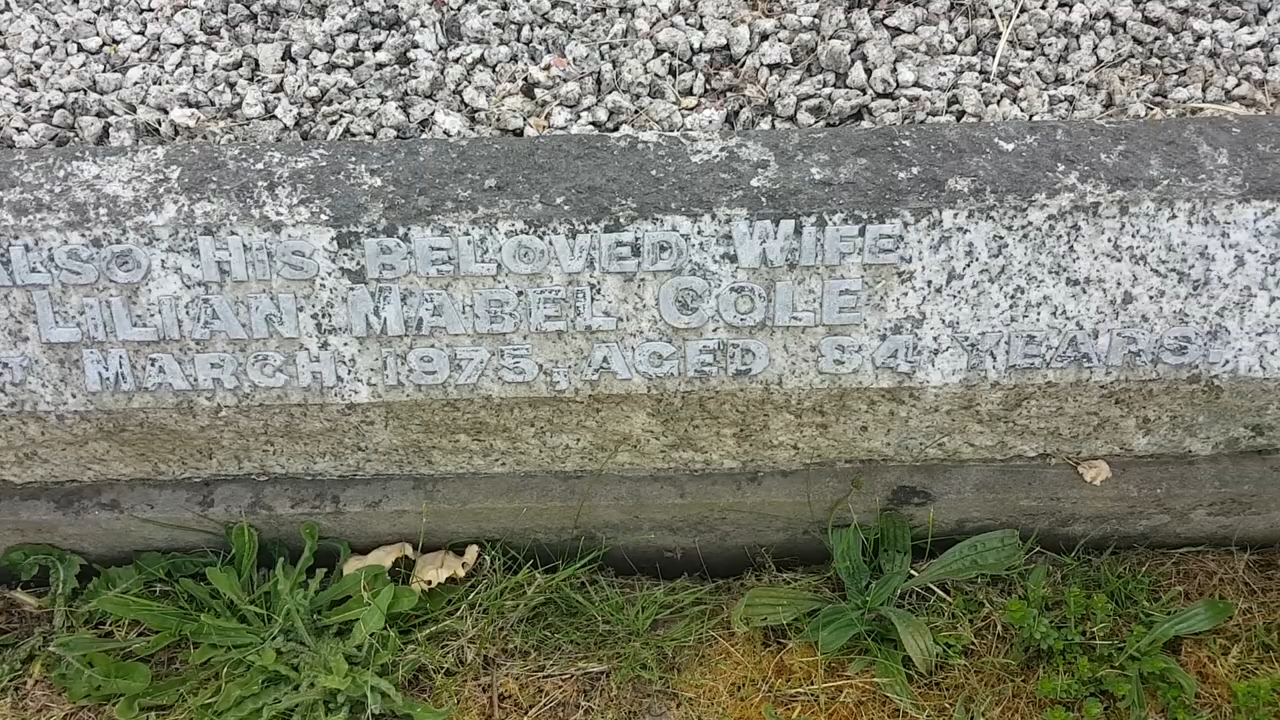 ALSO HIS BELOVED WIFE
LILIAN MABEL COLE
MARCH 1975, AGED 84 YEARS.